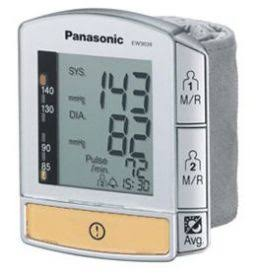 Panasonic
EW3039
SYS.
143
mmHg
140
130
DIA.
82
mmHg
90
85
Pulse
/min.
72
15:30
1
M/R
2
M/R
Avg.